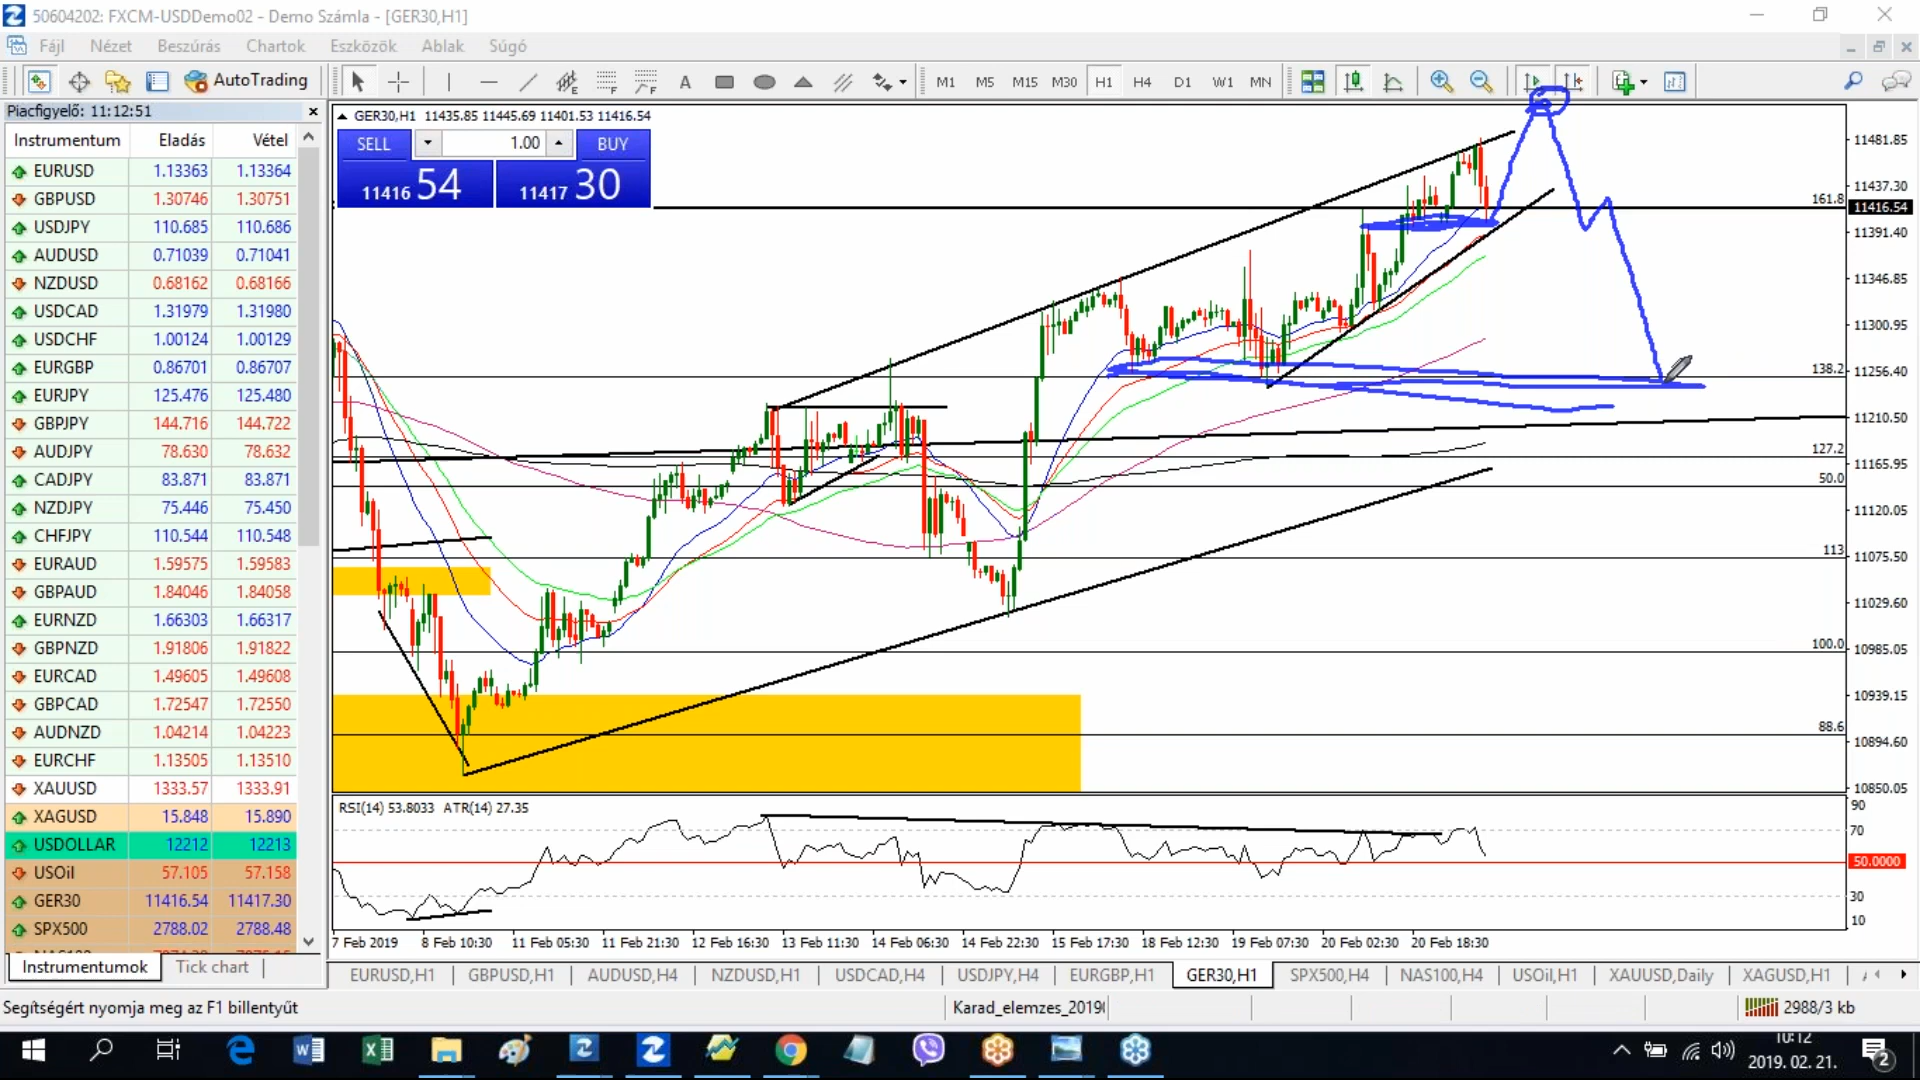 50604202: FXCM-USDDemo02 - Demo Számla - [GER30,H1]
Fájl Nézet Beszúrás Chartok Eszközök Ablak Súgó
AutoTrading M1 M5 M15 M30 H1 H4 D1 W1 MN
Piacfigyelő: 11:12:51
Instrumentum Eladás Vétel
EURUSD 1.13363 1.13364
GBPUSD 1.30746 1.30751
USDJPY 110.685 110.686
AUDUSD 0.71039 0.71041
NZDUSD 0.68162 0.68166
USDCAD 1.31979 1.31980
USDCHF 1.00124 1.00129
EURGBP 0.86701 0.86707
EURJPY 125.476 125.480
GBPJPY 144.716 144.722
AUDJPY 78.630 78.632
CADJPY 83.871 83.871
NZDJPY 75.446 75.450
CHFJPY 110.544 110.548
EURAUD 1.59575 1.59583
GBPAUD 1.84046 1.84058
EURNZD 1.66303 1.66317
GBPNZD 1.91806 1.91822
EURCAD 1.49605 1.49608
GBPCAD 1.72547 1.72550
AUDNZD 1.04214 1.04223
EURCHF 1.13505 1.13510
XAUUSD 1333.57 1333.91
XAGUSD 15.848 15.890
USDOLLAR 12212 12213
USOil 57.105 57.158
GER30 11416.54 11417.30
SPX500 2788.02 2788.48
Instrumentumok Tick chart
GER30,H1 11435.85 11445.69 11401.53 11416.54
SELL 1.00 BUY
11416 54 11417 30
161.8
138.2
127.2
50.0
113
100.0
88.6
11481.85
11437.30
11416.54
11391.40
11346.85
11300.95
11256.40
11210.50
11165.95
11120.05
11075.50
11029.60
10985.05
10939.15
10894.60
10850.05
RSI(14) 53.8033 ATR(14) 27.35
90
70
50.0000
30
10
7 Feb 2019 8 Feb 10:30 11 Feb 05:30 11 Feb 21:30 12 Feb 16:30 13 Feb 11:30 14 Feb 06:30 14 Feb 22:30 15 Feb 17:30 18 Feb 12:30 19 Feb 07:30 20 Feb 02:30 20 Feb 18:30
EURUSD,H1 GBPUSD,H1 AUDUSD,H4 NZDUSD,H1 USDCAD,H4 USDJPY,H4 EURGBP,H1 GER30,H1 SPX500,H4 NAS100,H4 USOil,H1 XAUUSD,Daily XAGUSD,H1
Segítségért nyomja meg az F1 billentyűt Karad_elemzes_2019 2988/3 kb
10:12
2019. 02. 21.
2